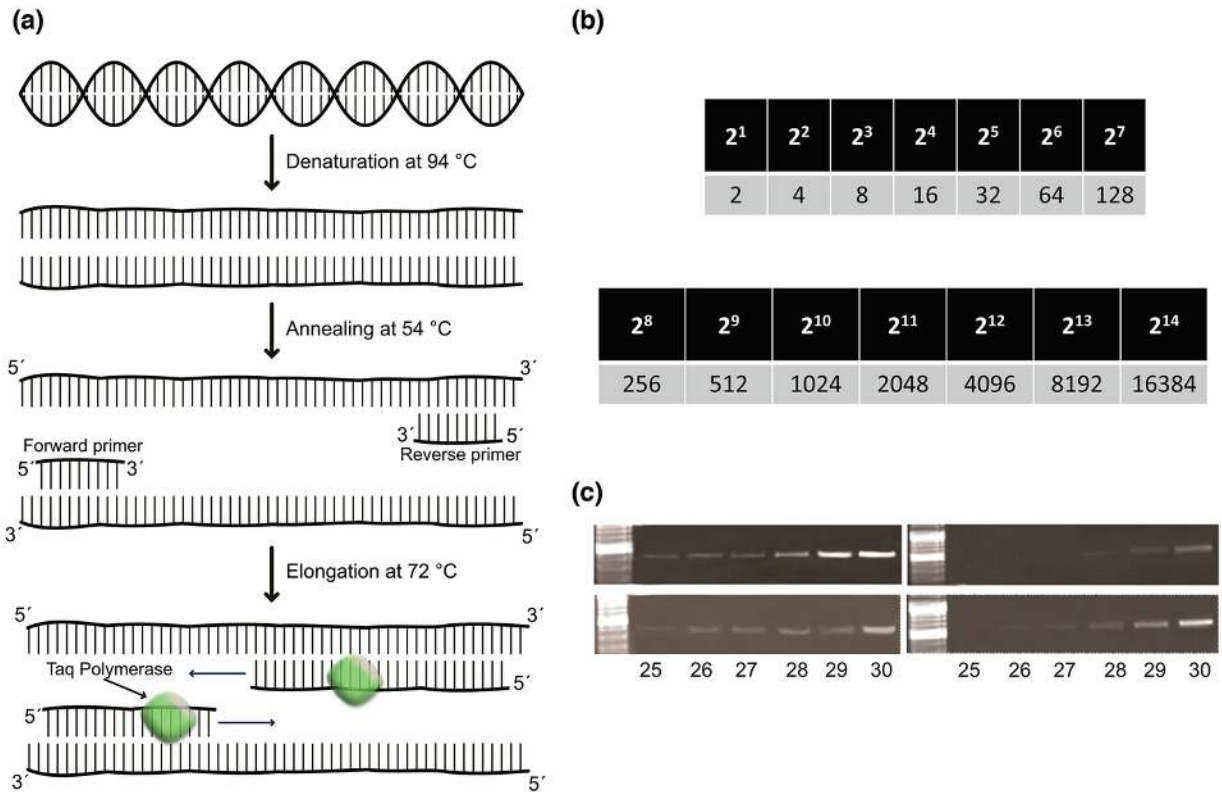 (a)
Denaturation at 94 °C
Annealing at 54 °C
5´ 3´
3´ 5´
Forward primer Reverse primer
5´ 3´
3´ 5´
Elongation at 72 °C
5´ 3´
Taq Polymerase
5´
5´
3´ 5´
(b)
2¹ 2² 2³ 2⁴ 2⁵ 2⁶ 2⁷
2 4 8 16 32 64 128
2⁸ 2⁹ 2¹⁰ 2¹¹ 2¹² 2¹³ 2¹⁴
256 512 1024 2048 4096 8192 16384
(c)
25 26 27 28 29 30 25 26 27 28 29 30